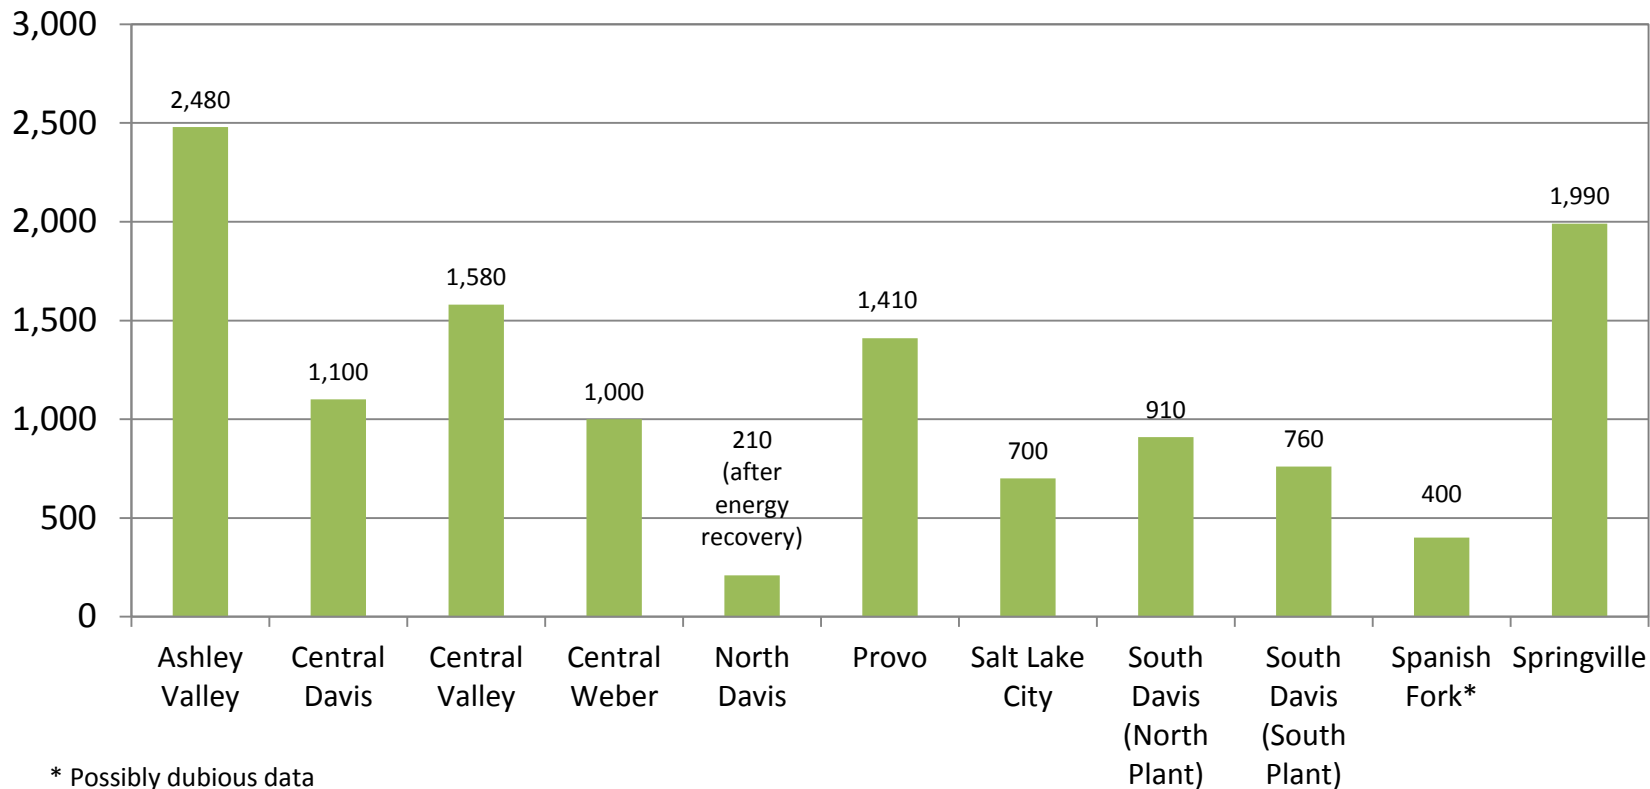 3,000
2,500
2,000
1,500
1,000
500
0
2,480
1,100
1,580
1,000
210
(after
energy
recovery)
1,410
700
910
760
400
1,990
Ashley
Valley
Central
Davis
Central
Valley
Central
Weber
North
Davis
Provo
Salt Lake
City
South
Davis
(North
Plant)
South
Davis
(South
Plant)
Spanish
Fork*
Springville
* Possibly dubious data